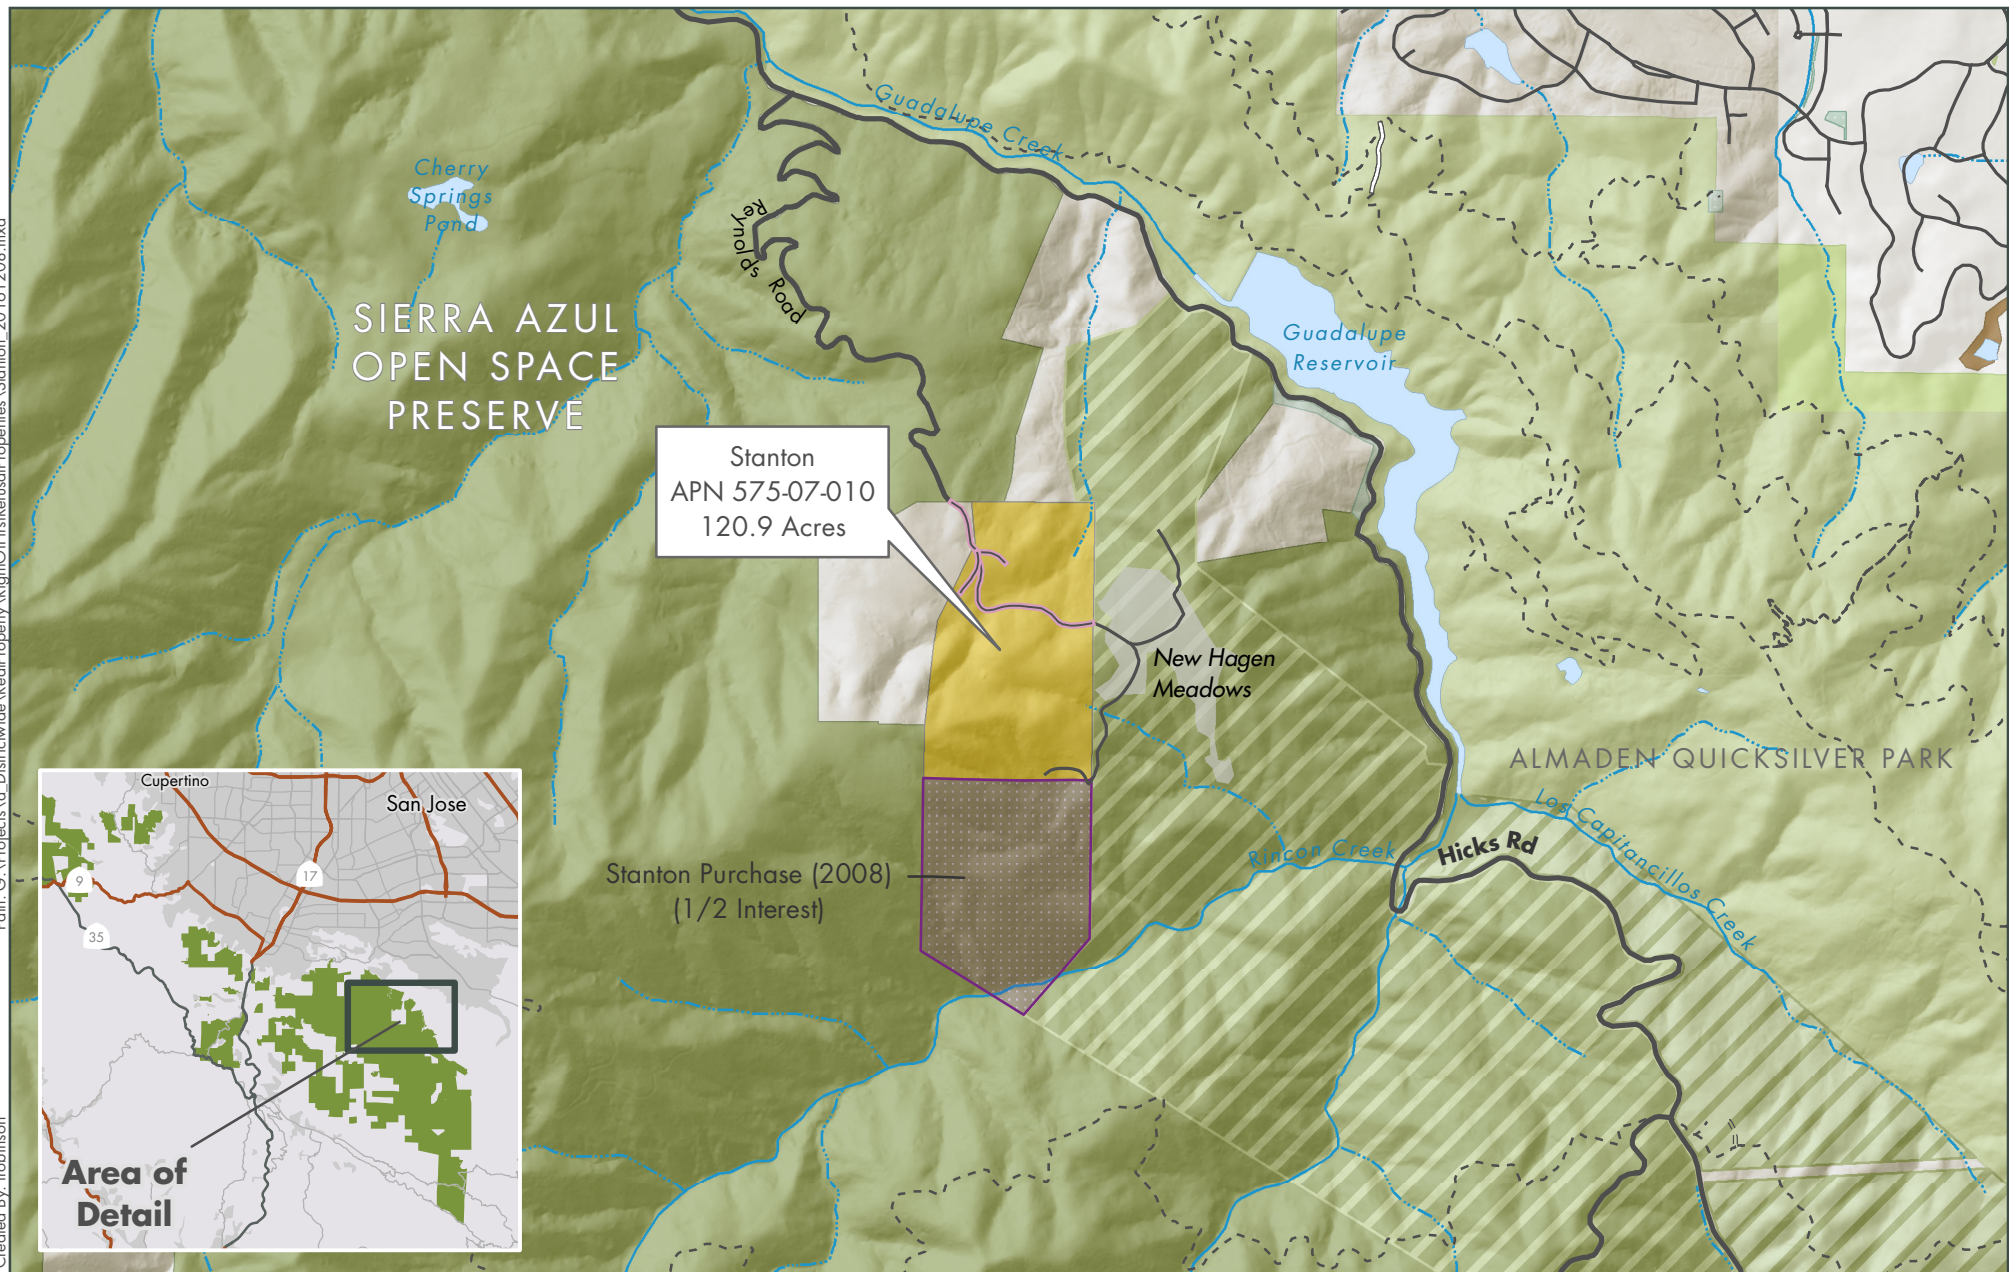 Guadalupe Creek
Cherry
Springs
Pond
Reynolds Road
SIERRA AZUL
OPEN SPACE
PRESERVE
Guadalupe
Reservoir
Stanton
APN 575-07-010
120.9 Acres
New Hagen
Meadows
ALMADEN QUICKSILVER PARK
Los Capitancillos Creek
Hicks Rd
Rincon Creek
Stanton Purchase (2008)
(1/2 Interest)
Cupertino
San Jose
9
17
35
Area of
Detail